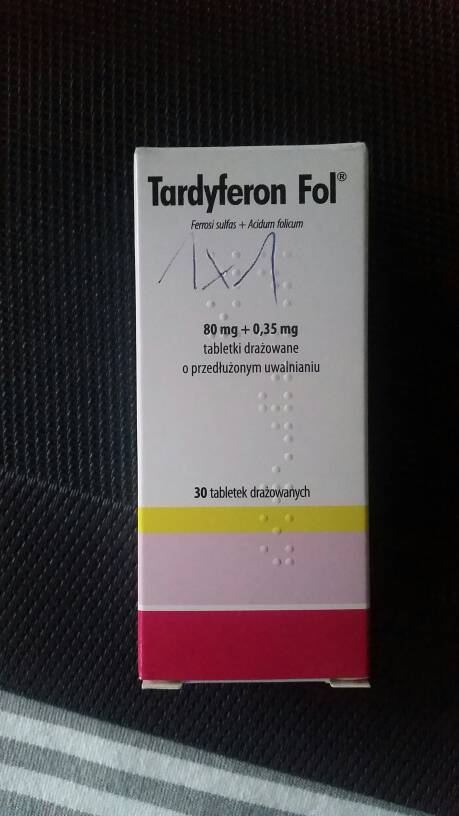 Tardyferon Fol®
Ferrosi sulfas + Acidum folicum
1x1
80 mg + 0,35 mg
tabletki drażowane
o przedłużonym uwalnianiu
30 tabletek drażowanych